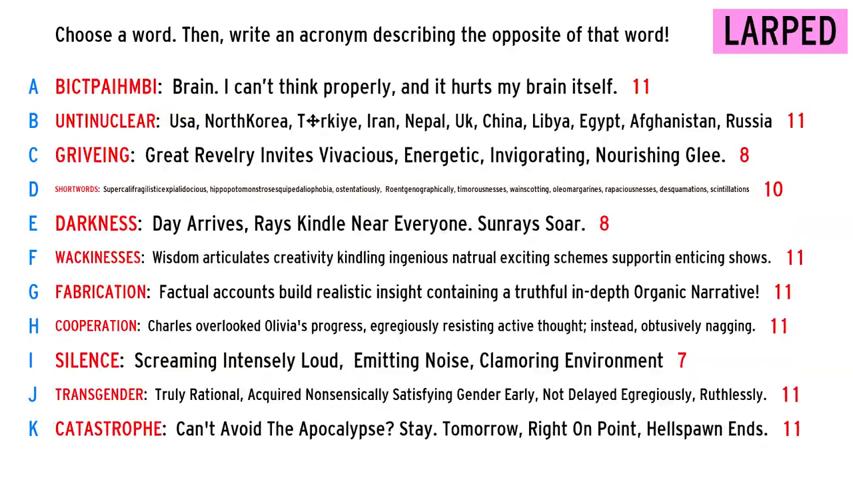 Choose a word. Then, write an acronym describing the opposite of that word!
LARPED
A BICTPAIHMBI: Brain. I can't think properly, and it hurts my brain itself. 11
B UNTINUCLEAR: Usa, NorthKorea, T✢rkiye, Iran, Nepal, Uk, China, Libya, Egypt, Afghanistan, Russia 11
C GRIVEING: Great Revelry Invites Vivacious, Energetic, Invigorating, Nourishing Glee. 8
D SHORTWORDS: Supercalifragilisticexpialidocious, hippopotomonstrosesquipedaliophobia, ostentatiously, Roentgenographically, timorousnesses, wainscotting, oleomargarines, rapaciousnesses, desquamations, scintillations 10
E DARKNESS: Day Arrives, Rays Kindle Near Everyone. Sunrays Soar. 8
F WACKINESSES: Wisdom articulates creativity kindling ingenious natrual exciting schemes supportin enticing shows. 11
G FABRICATION: Factual accounts build realistic insight containing a truthful in-depth Organic Narrative! 11
H COOPERATION: Charles overlooked Olivia's progress, egregiously resisting active thought; instead, obtusively nagging. 11
I SILENCE: Screaming Intensely Loud, Emitting Noise, Clamoring Environment 7
J TRANSGENDER: Truly Rational, Acquired Nonsensically Satisfying Gender Early, Not Delayed Egregiously, Ruthlessly. 11
K CATASTROPHE: Can't Avoid The Apocalypse? Stay. Tomorrow, Right On Point, Hellspawn Ends. 11